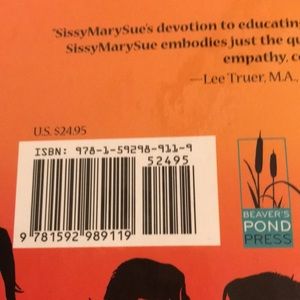 "SissyMarySue's devotion to educating
SissyMarySue embodies just the qu
empathy, co
—Lee Truer, M.A.,
U.S. $24.95
ISBN: 978-1-59298-911-9
52495
9 781592 989119
BEAVER'S
POND
PRESS